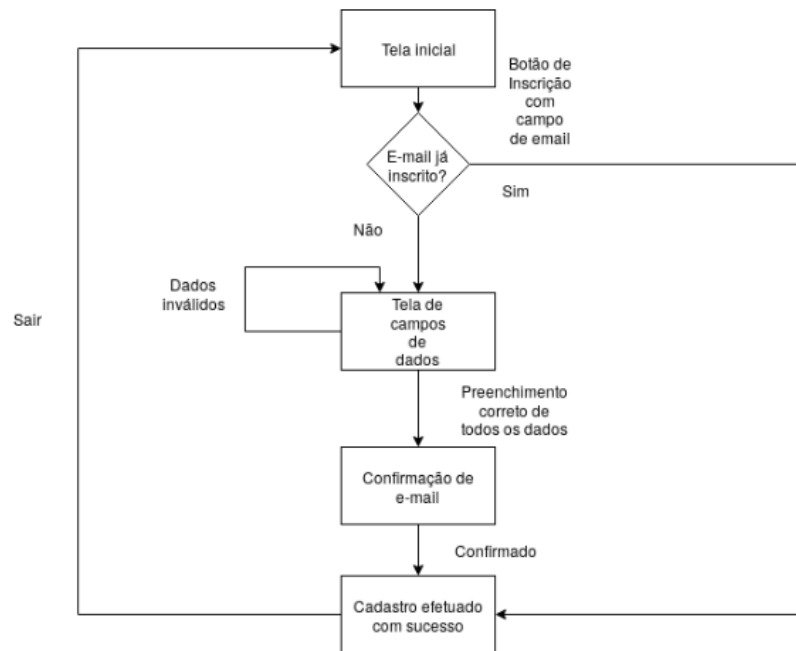 Tela inicial
Botão de
Inscrição
com
campo
de email
E-mail já
inscrito?
Sim
Não
Dados
inválidos
Sair
Tela de
campos
de
dados
Preenchimento
correto de
todos os dados
Confirmação de
e-mail
Confirmado
Cadastro efetuado
com sucesso